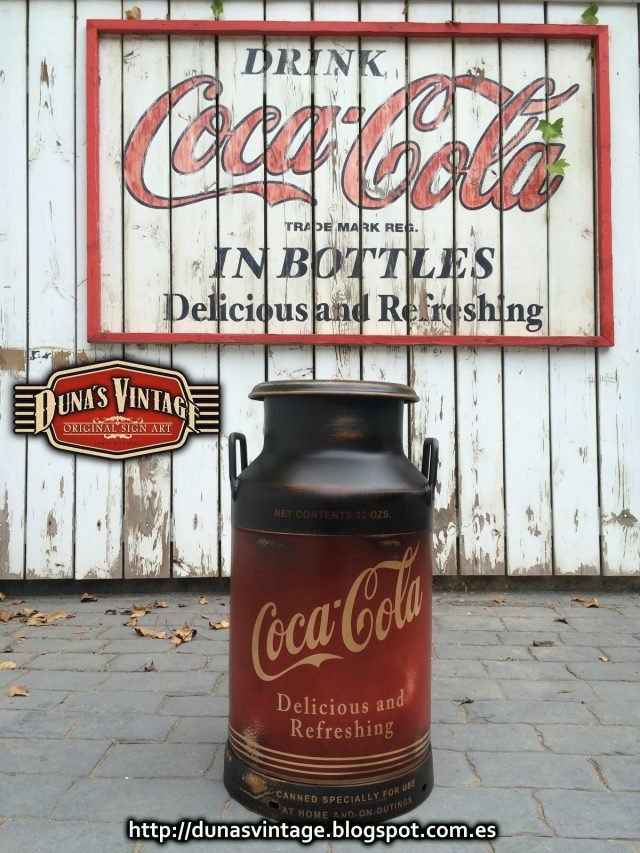 DRINK
Coca-Cola
TRADE MARK REG.
IN BOTTLES
Delicious and Refreshing
DUNA'S VINTAGE
ORIGINAL SIGN ART
NET CONTENTS 32 OZS.
Coca-Cola
Delicious and
Refreshing
CANNED SPECIALLY FOR USE
AT HOME AND ON OUTINGS
http://dunasvintage.blogspot.com.es